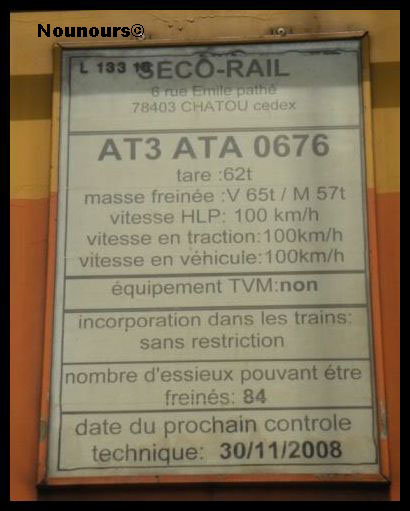 Nounours©
L 133 18
SECO-RAIL
6 rue Emile pathé
78403 CHATOU cedex
AT3 ATA 0676
tare :62t
masse freinée :V 65t / M 57t
vitesse HLP: 100 km/h
vitesse en traction:100km/h
vitesse en véhicule:100km/h
équipement TVM:non
incorporation dans les trains:
sans restriction
nombre d'essieux pouvant étre
freinés: 84
date du prochain controle
technique: 30/11/2008